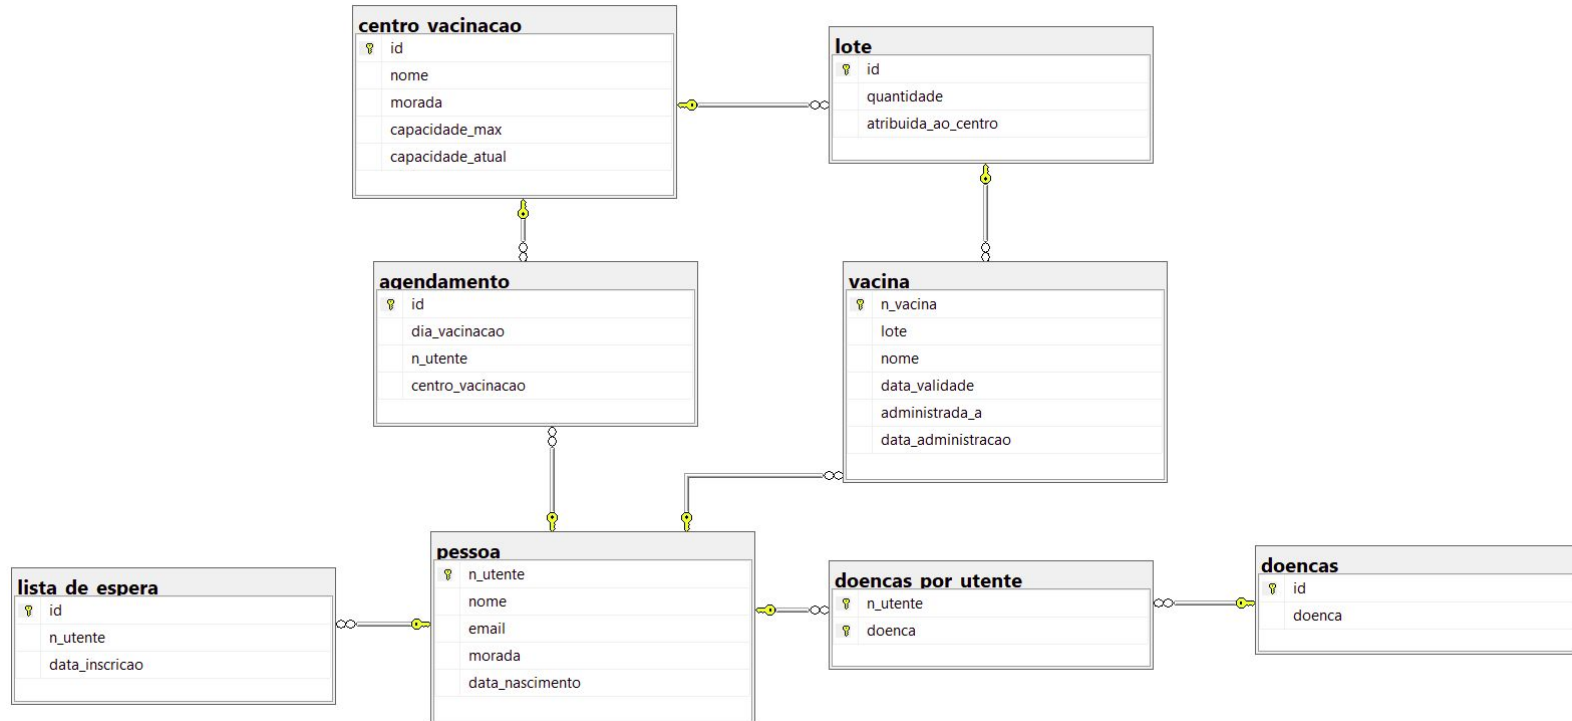 centro_vacinacao
id
nome
morada
capacidade_max
capacidade_atual
lote
id
quantidade
atribuida_ao_centro
agendamento
id
dia_vacinacao
n_utente
centro_vacinacao
vacina
n_vacina
lote
nome
data_validade
administrada_a
data_administracao
pessoa
n_utente
nome
email
morada
data_nascimento
lista_de_espera
id
n_utente
data_inscricao
doencas_por_utente
n_utente
doenca
doencas
id
doenca